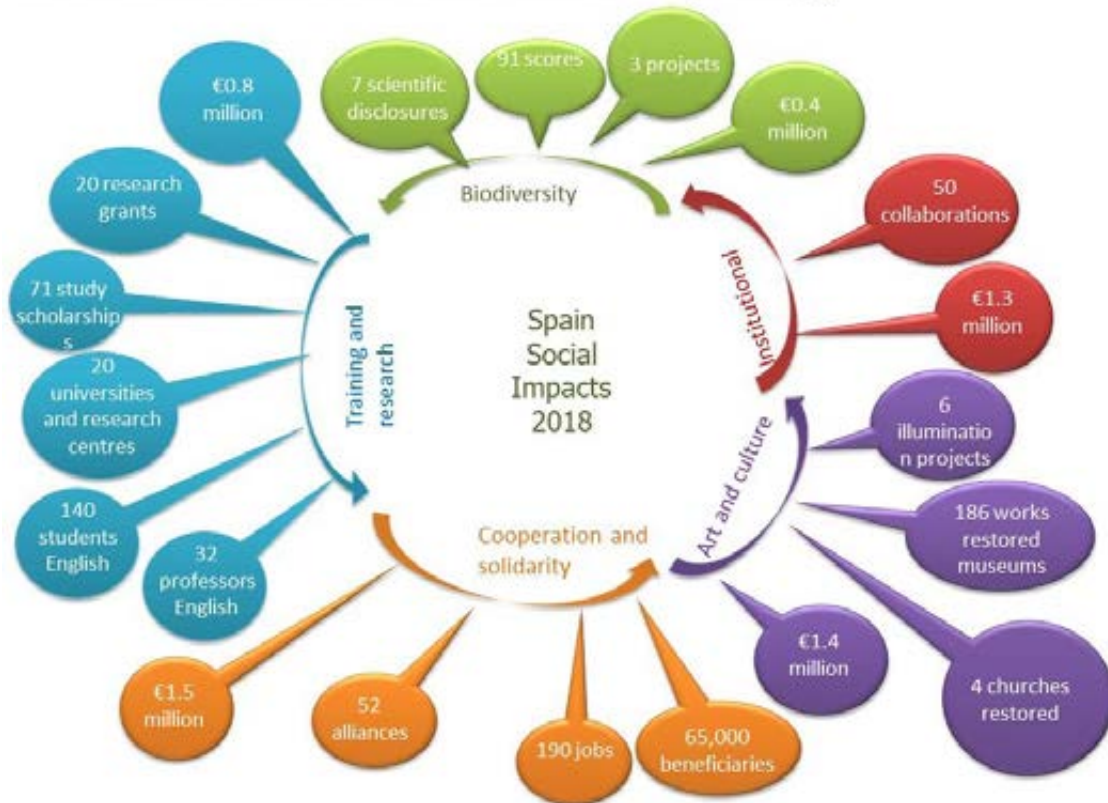 €0.8
million
7 scientific
disclosures
91 scores
3 projects
€0.4
million
Biodiversity
20 research
grants
71 study
scholarship
s
20
universities
and research
centres
140
students
English
32
professors
English
Training and
research
Spain
Social
Impacts
2018
50
collaborations
€1.3
million
Institutional
6
illuminatio
n projects
186 works
restored
museums
4 churches
restored
€1.4
million
Art and culture
Cooperation and
solidarity
€1.5
million
52
alliances
190 jobs
65,000
beneficiaries